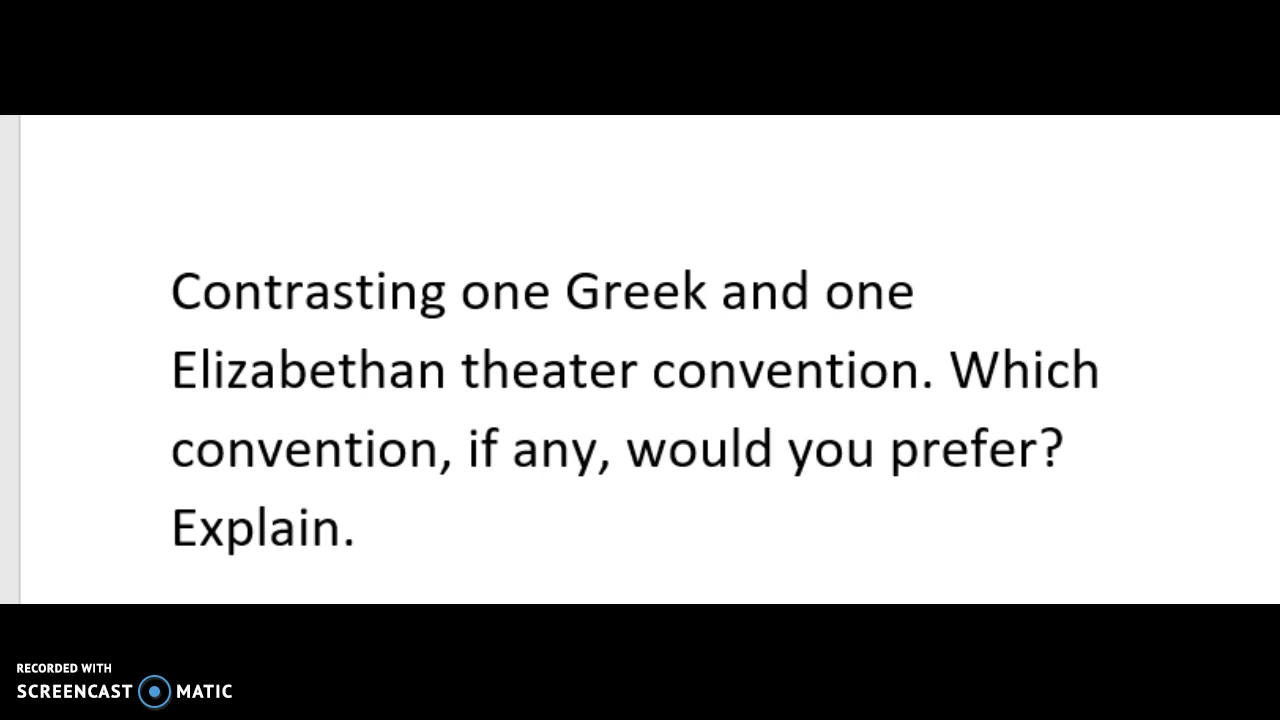 Contrasting one Greek and one
Elizabethan theater convention. Which
convention, if any, would you prefer?
Explain.
RECORDED WITH
SCREENCAST MATIC